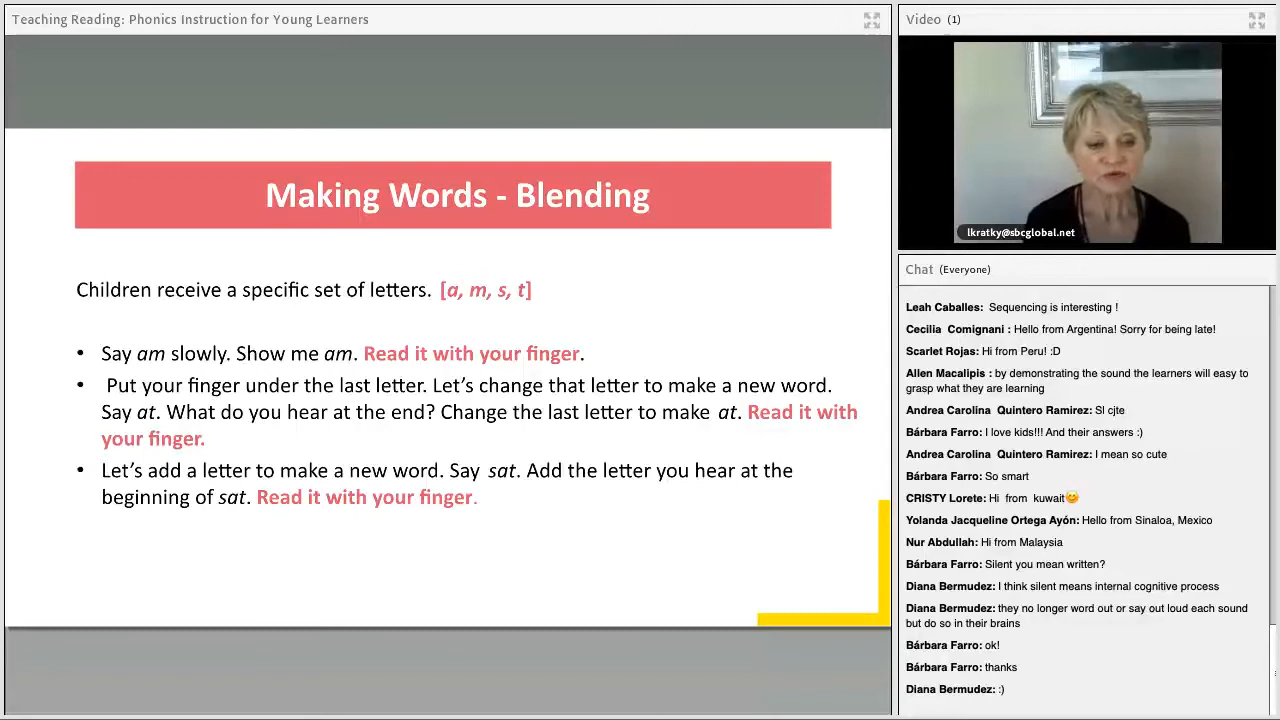 Teaching Reading: Phonics Instruction for Young Learners
Making Words - Blending
Children receive a specific set of letters. [a, m, s, t]
• Say am slowly. Show me am. Read it with your finger.
• Put your finger under the last letter. Let's change that letter to make a new word.
Say at. What do you hear at the end? Change the last letter to make at. Read it with
your finger.
• Let's add a letter to make a new word. Say sat. Add the letter you hear at the
beginning of sat. Read it with your finger.
Video (1)
lkratky@sbcglobal.net
Chat (Everyone)
Leah Caballes: Sequencing is interesting !
Cecilia Comignani : Hello from Argentina! Sorry for being late!
Scarlet Rojas: Hi from Peru! :D
Allen Macalipis : by demonstrating the sound the learners will easy to
grasp what they are learning
Andrea Carolina Quintero Ramirez: Sl cjte
Bárbara Farro: I love kids!!! And their answers :)
Andrea Carolina Quintero Ramirez: I mean so cute
Bárbara Farro: So smart
CRISTY Lorete: Hi from kuwait😊
Yolanda Jacqueline Ortega Ayón: Hello from Sinaloa, Mexico
Nur Abdullah: Hi from Malaysia
Bárbara Farro: Silent you mean written?
Diana Bermudez: I think silent means internal cognitive process
Diana Bermudez: they no longer word out or say out loud each sound
but do so in their brains
Bárbara Farro: ok!
Bárbara Farro: thanks
Diana Bermudez: :)